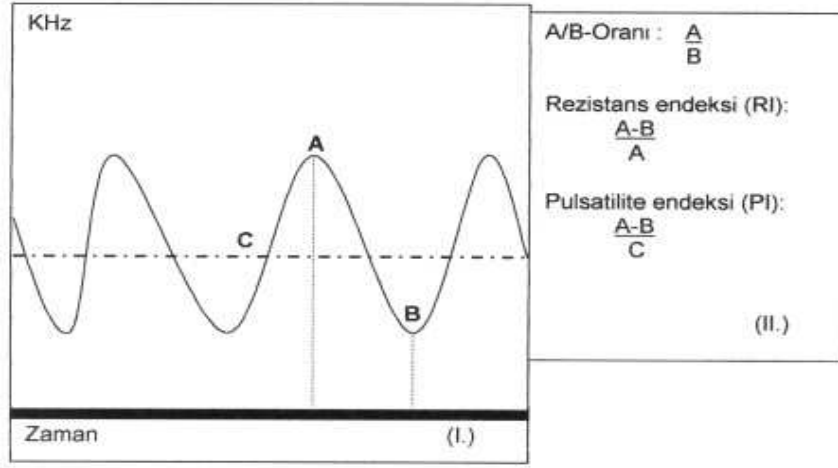 KHz
A
C
B
Zaman (I.)
A/B-Oranı : A
B
Rezistans endeksi (RI):
A-B
A
Pulsatilite endeksi (PI):
A-B
C
(II.)